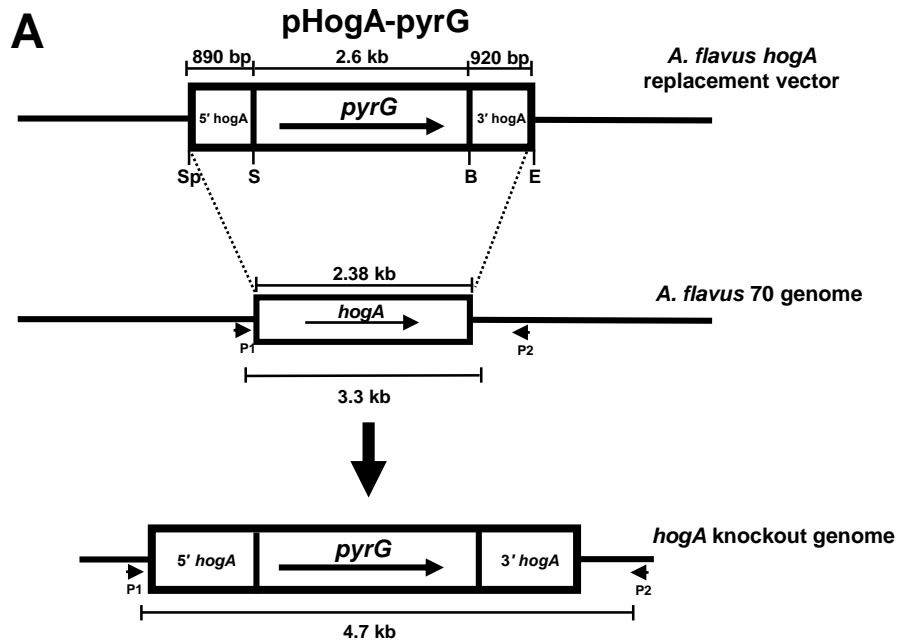 A
pHogA-pyrG
890 bp 2.6 kb 920 bp
A. flavus hogA
replacement vector
5' hogA pyrG 3' hogA
Sp S B E
2.38 kb
A. flavus 70 genome
hogA
P1 P2
3.3 kb
hogA knockout genome
5' hogA pyrG 3' hogA
P1 P2
4.7 kb